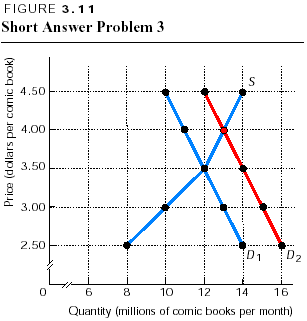 FIGURE 3.11
Short Answer Problem 3
Price (dollars per comic book)
4.50
4.00
3.50
3.00
2.50
S
D1
D2
0 6 8 10 12 14 16
Quantity (millions of comic books per month)